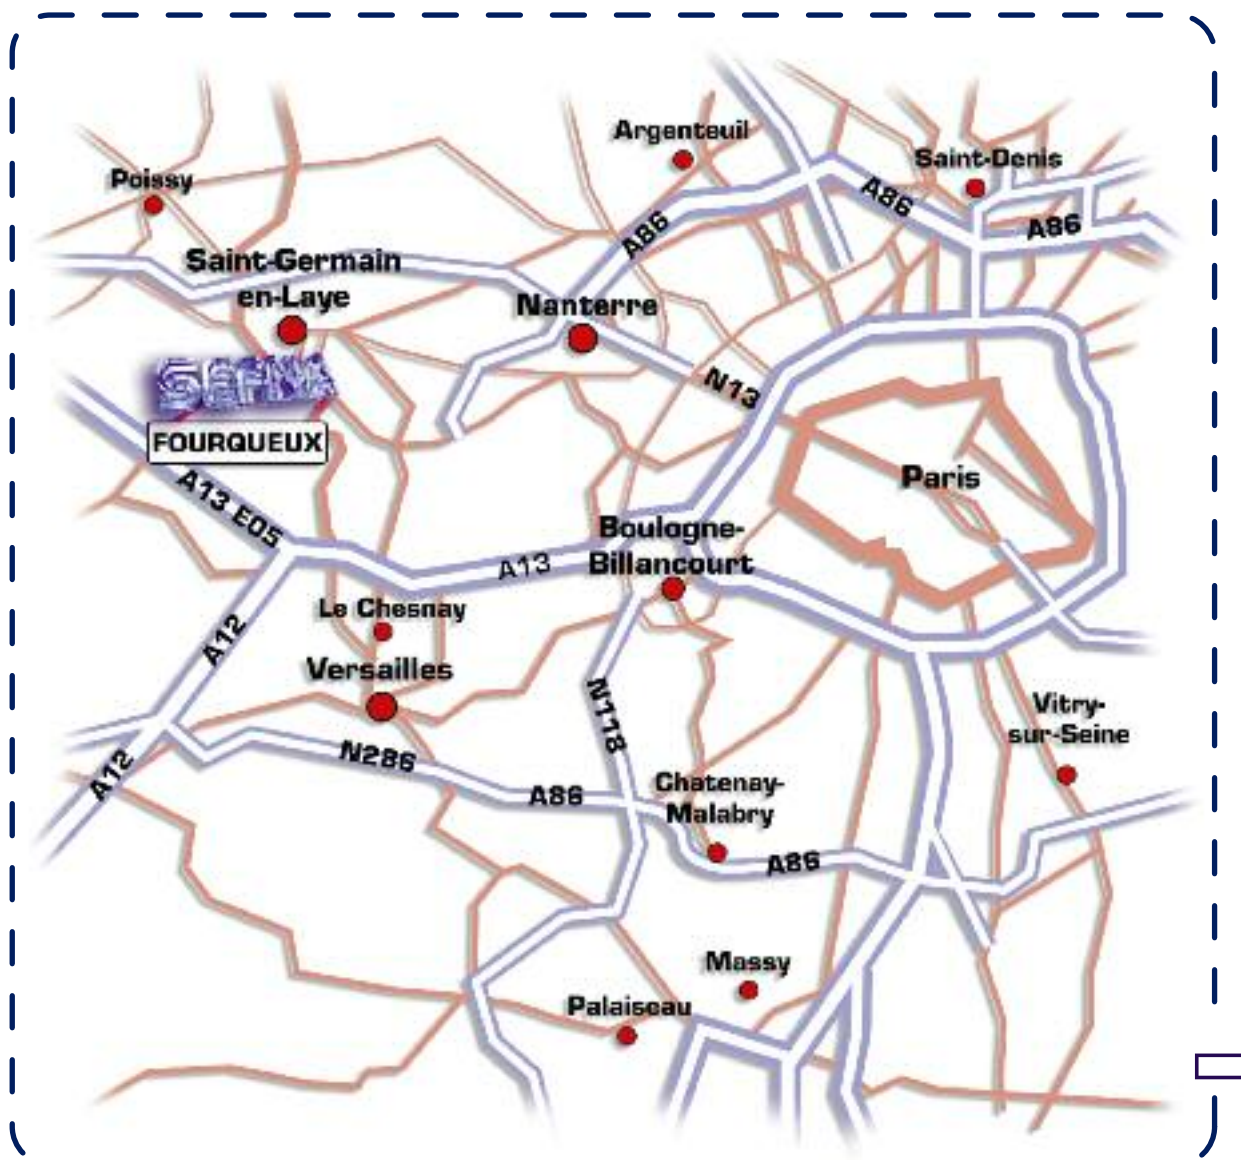 Argenteuil
Saint-Denis
Poissy
A86
A86
A86
Saint-Germain
en-Laye
Nanterre
N13
FOURQUEUX
Paris
A13 E05
Boulogne-
Billancourt
A13
Le Chesnay
A12
Versailles
N118
Vitry-
sur-Seine
N286
A12
Chatenay-
Malabry
A86
A86
Massy
Palaiseau